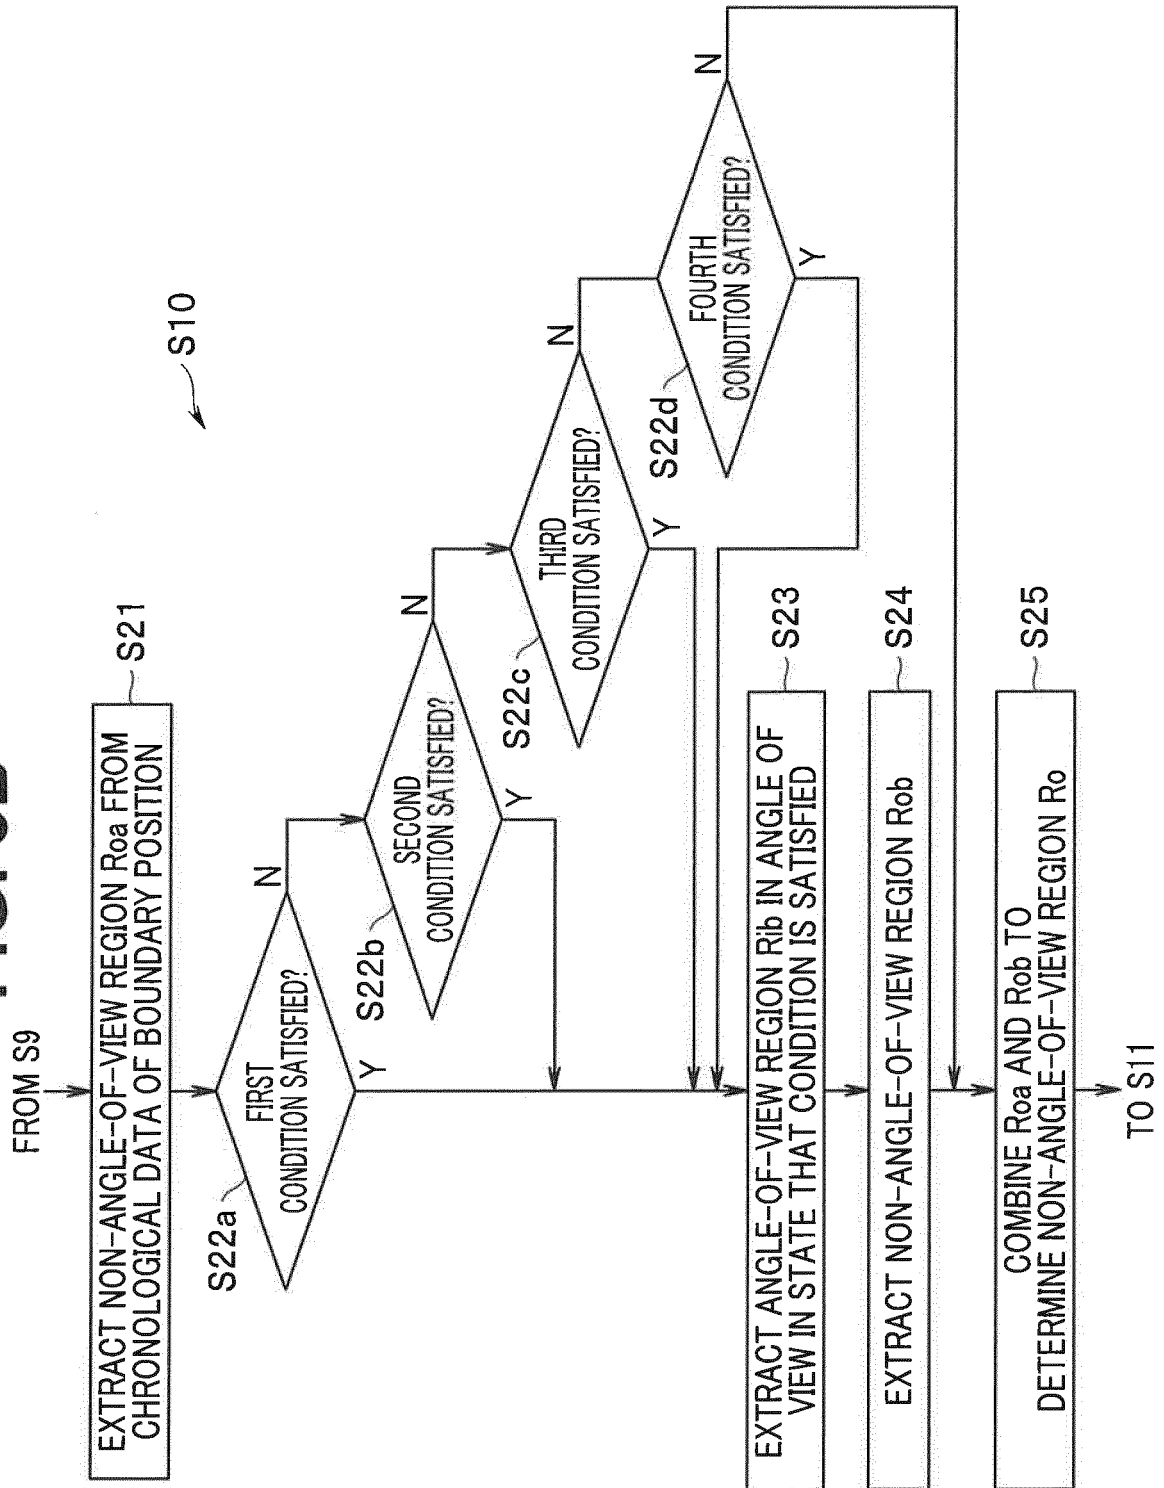 FROM S9
S10
EXTRACT NON-ANGLE-OF-VIEW REGION Roa FROM
CHRONOLOGICAL DATA OF BOUNDARY POSITION
S21
FIRST
CONDITION SATISFIED?
S22a
N
Y
SECOND
CONDITION SATISFIED?
S22b
N
Y
THIRD
CONDITION SATISFIED?
S22c
N
Y
FOURTH
CONDITION SATISFIED?
S22d
N
Y
EXTRACT ANGLE-OF-VIEW REGION Rib IN ANGLE OF
VIEW IN STATE THAT CONDITION IS SATISFIED
S23
EXTRACT NON-ANGLE-OF-VIEW REGION Rob
S24
COMBINE Roa AND Rob TO
DETERMINE NON-ANGLE-OF-VIEW REGION Ro
S25
TO S11